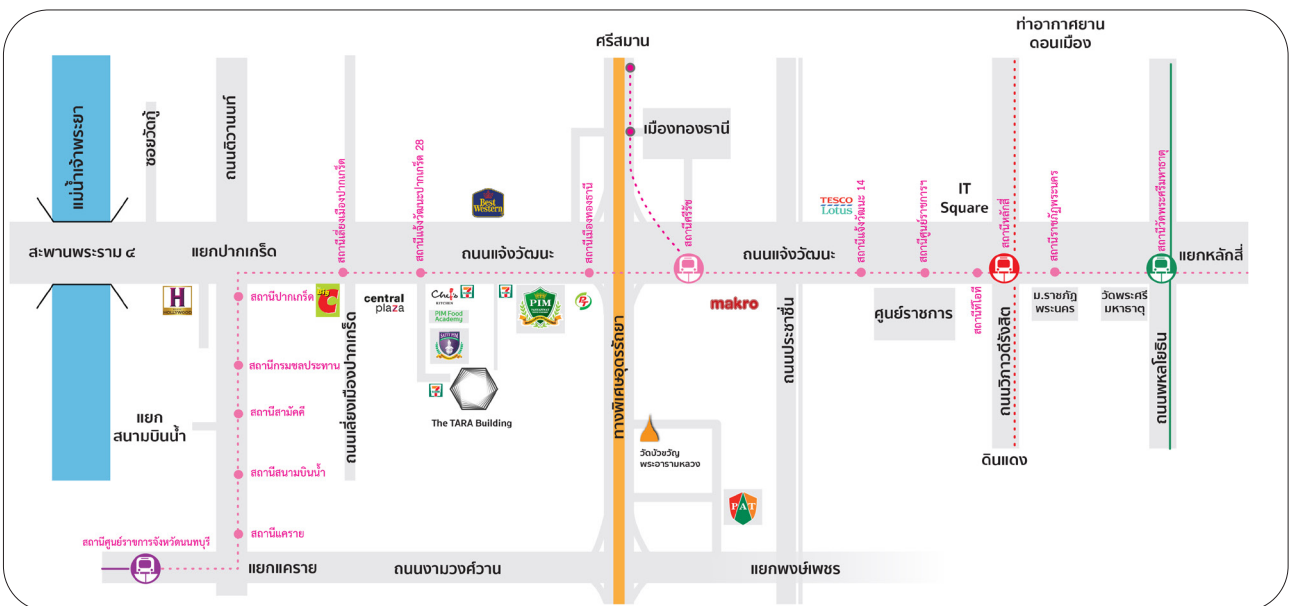 ท่าอากาศยาน
ดอนเมือง
ศรีสมาน
แม่น้ำเจ้าพระยา
ซอยวัดกู้
ถนนติวานนท์
เมืองทองธานี
สถานีเลี่ยงเมืองปากเกร็ด
สถานีแจ้งวัฒนะปากเกร็ด 28
Best
Western
สถานีเมืองทองธานี
สถานีศรีรัช
TESCO
Lotus
สถานีแจ้งวัฒนะ 14
สถานีศูนย์ราชการฯ
IT
Square
สถานีหลักสี่
สถานีราชภัฏพระนคร
สถานีวัดพระศรีมหาธาตุ
สะพานพระราม ๔
แยกปากเกร็ด
ถนนแจ้งวัฒนะ
ถนนแจ้งวัฒนะ
แยกหลักสี่
H
HOLLYWOOD
สถานีปากเกร็ด
BIG
C
central
plaza
Chef's
KITCHEN
7
7
PIM Food
Academy
PIM
PT
makro
ศูนย์ราชการ
สถานีทีโอที
ม.ราชภัฏ
พระนคร
วัดพระศรี
มหาธาตุ
สถานีกรมชลประทาน
ถนนเลี่ยงเมืองปากเกร็ด
7
The TARA Building
ทางพิเศษอุดรรัถยา
ถนนประชาชื่น
ถนนวิภาวดีรังสิต
ถนนพหลโยธิน
สถานีสามัคคี
แยก
สนามบินน้ำ
วัดบัวขวัญ
พระอารามหลวง
ดินแดง
สถานีสนามบินน้ำ
PAT
สถานีแคราย
สถานีศูนย์ราชการจังหวัดนนทบุรี
แยกแคราย
ถนนงามวงศ์วาน
แยกพงษ์เพชร